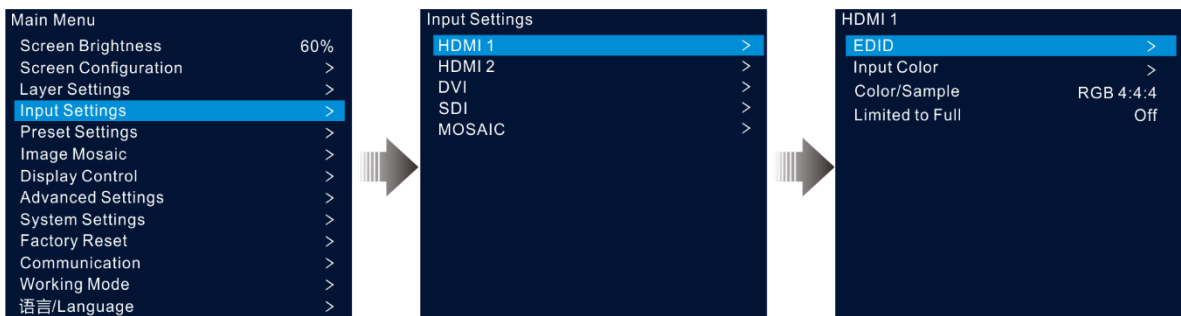 Main Menu
Screen Brightness 60%
Screen Configuration >
Layer Settings >
Input Settings >
Preset Settings >
Image Mosaic >
Display Control >
Advanced Settings >
System Settings >
Factory Reset >
Communication >
Working Mode >
语言/Language >
Input Settings
HDMI 1 >
HDMI 2 >
DVI >
SDI >
MOSAIC >
HDMI 1
EDID >
Input Color >
Color/Sample RGB 4:4:4
Limited to Full Off